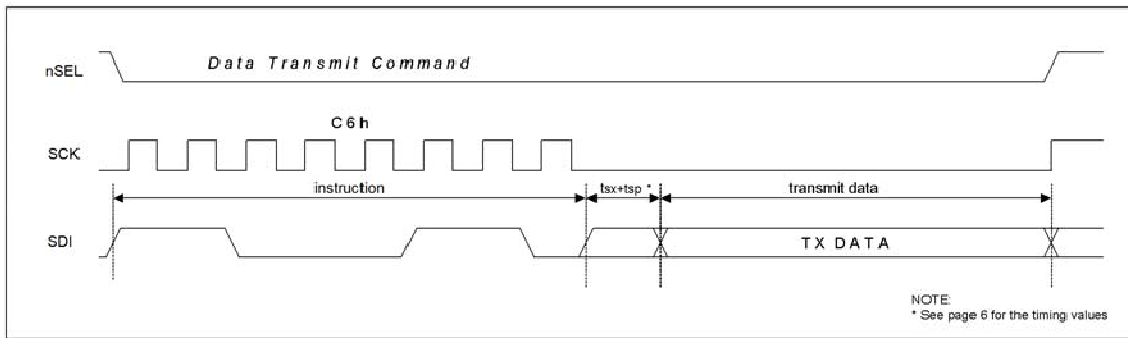 nSEL
Data Transmit Command
C6h
SCK
instruction
tsx+tsp *
transmit data
SDI
TX DATA
NOTE:
* See page 6 for the timing values